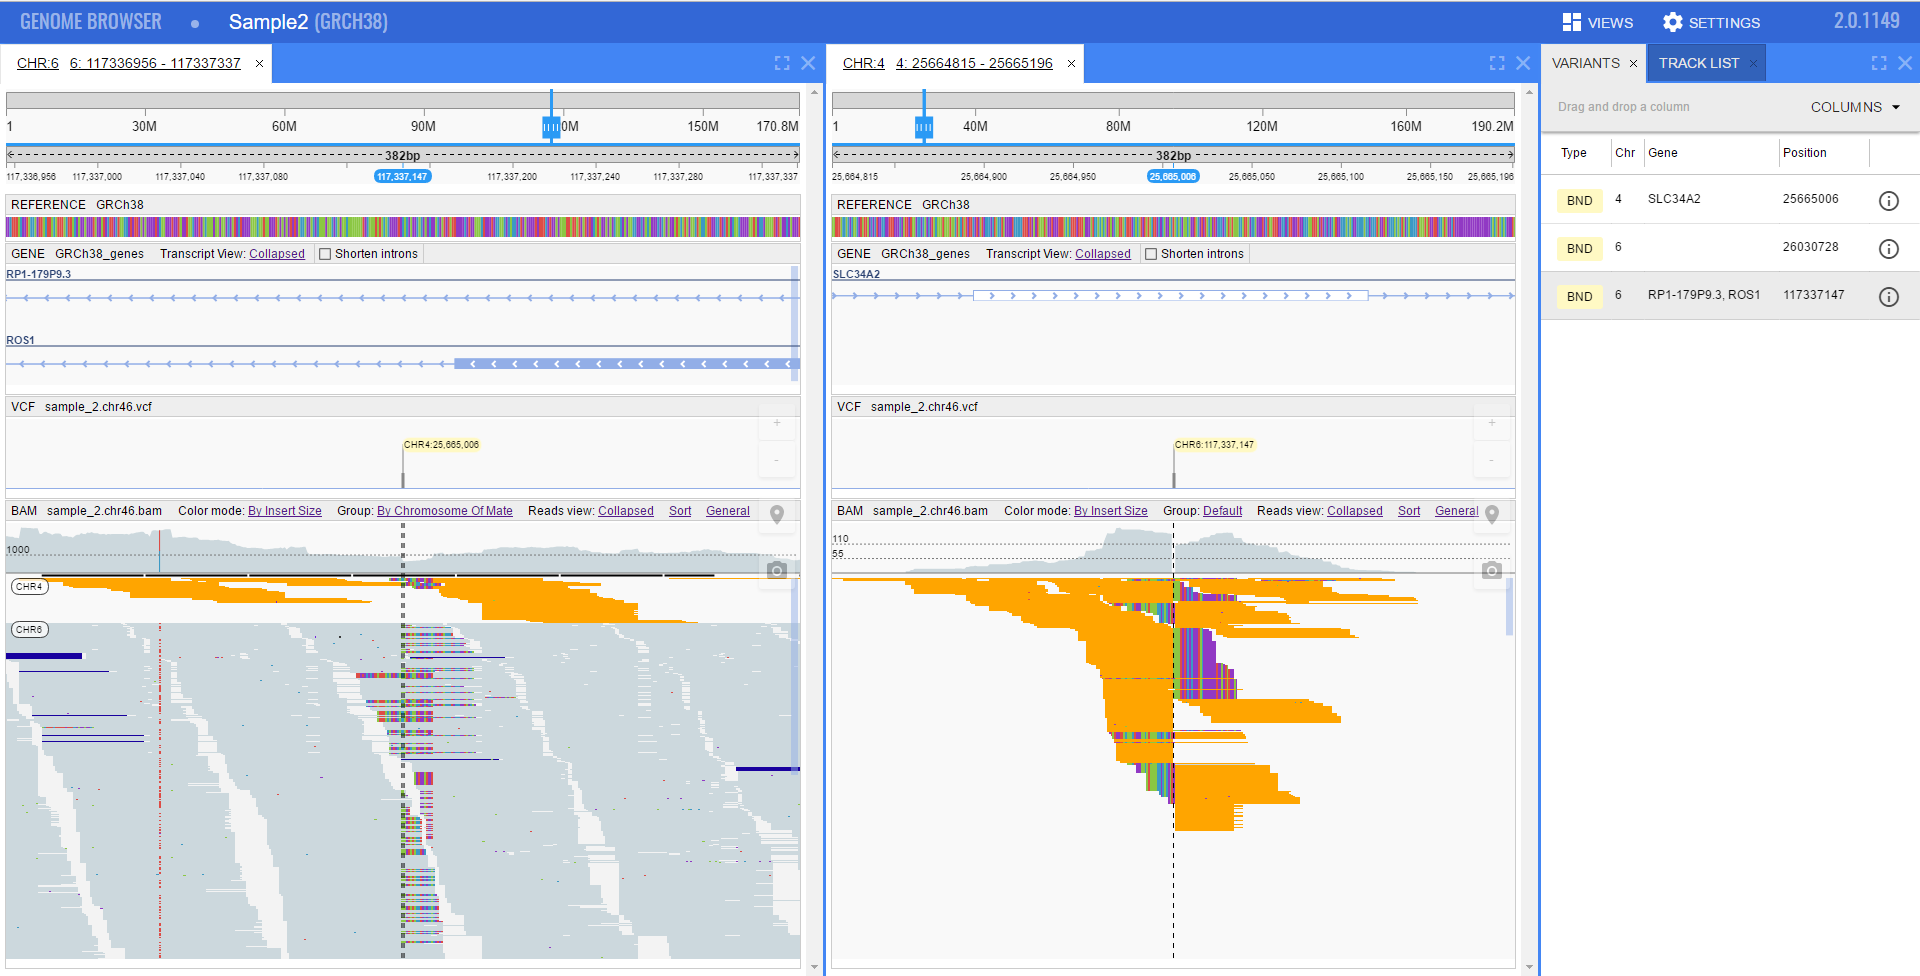 GENOME BROWSER • Sample2 (GRCH38) VIEWS SETTINGS 2.0.1149
CHR:6 6: 117336956 - 117337337 ×
1 30M 60M 90M 0M 150M 170.8M
382bp
117,336,956 117,337,000 117,337,040 117,337,080 117,337,147 117,337,200 117,337,240 117,337,280 117,337,337
REFERENCE GRCh38
GENE GRCh38_genes Transcript View: Collapsed Shorten introns
RP1-179P9.3
ROS1
VCF sample_2.chr46.vcf
+
CHR4:25,665,006
-
BAM sample_2.chr46.bam Color mode: By Insert Size Group: By Chromosome Of Mate Reads view: Collapsed Sort General
1000
CHR4
CHR6
CHR:4 4: 25664815 - 25665196 ×
1 40M 80M 120M 160M 190.2M
382bp
25,664,815 25,664,900 25,664,950 25,665,006 25,665,050 25,665,100 25,665,150 25,665,196
REFERENCE GRCh38
GENE GRCh38_genes Transcript View: Collapsed Shorten introns
SLC34A2
VCF sample_2.chr46.vcf
+
CHR6:117,337,147
-
BAM sample_2.chr46.bam Color mode: By Insert Size Group: Default Reads view: Collapsed Sort General
110
55
VARIANTS × TRACK LIST ×
Drag and drop a column COLUMNS
Type Chr Gene Position
BND 4 SLC34A2 25665006
BND 6 26030728
BND 6 RP1-179P9.3, ROS1 117337147